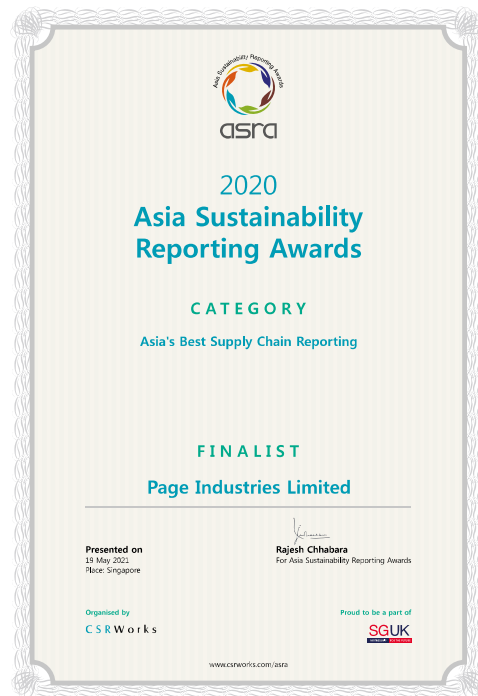 Asia Sustainability Reporting Awards
asra
2020
Asia Sustainability
Reporting Awards
CATEGORY
Asia's Best Supply Chain Reporting
FINALIST
Page Industries Limited
Presented on
19 May 2021
Place: Singapore
Rajesh Chhabara
For Asia Sustainability Reporting Awards
Organised by
CSRWorks
Proud to be a part of
SGUK
www.csrworks.com/asra